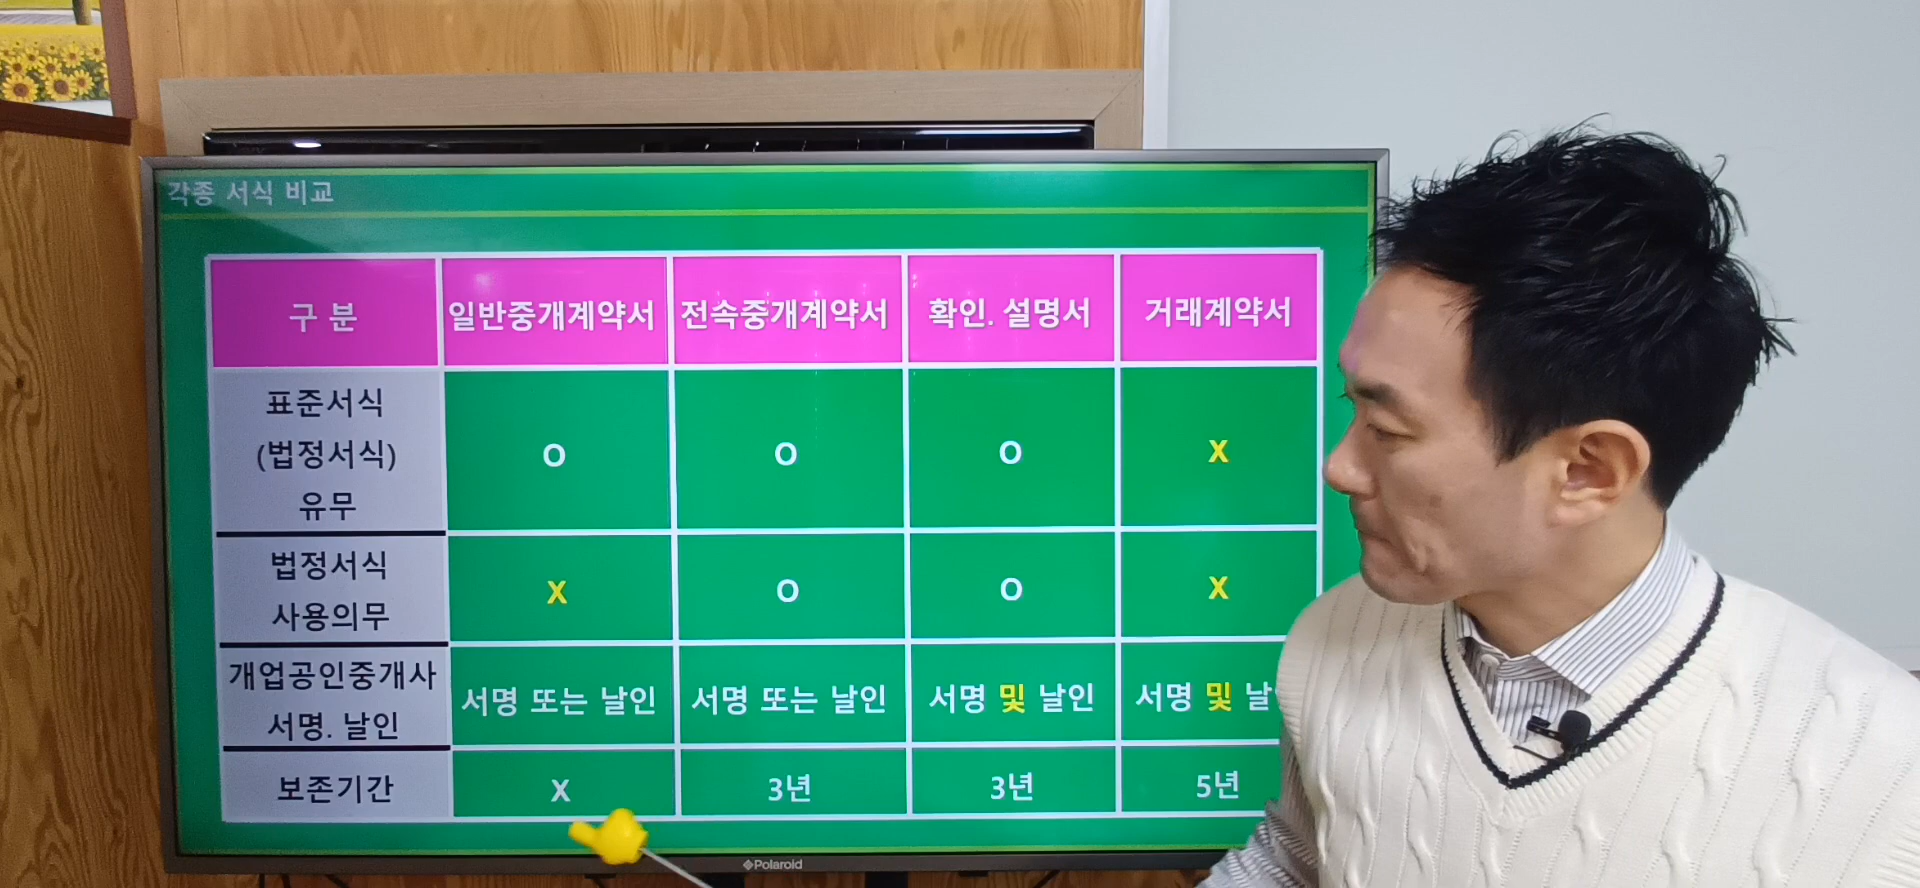 각종 서식 비교
구 분 일반중개계약서 전속중개계약서 확인. 설명서 거래계약서
표준서식
(법정서식) O O O X
유무
법정서식
사용의무 X O O X
개업공인중개사
서명. 날인 서명 또는 날인 서명 또는 날인 서명 및 날인 서명 및 날
보존기간 X 3년 3년 5년
Polaroid